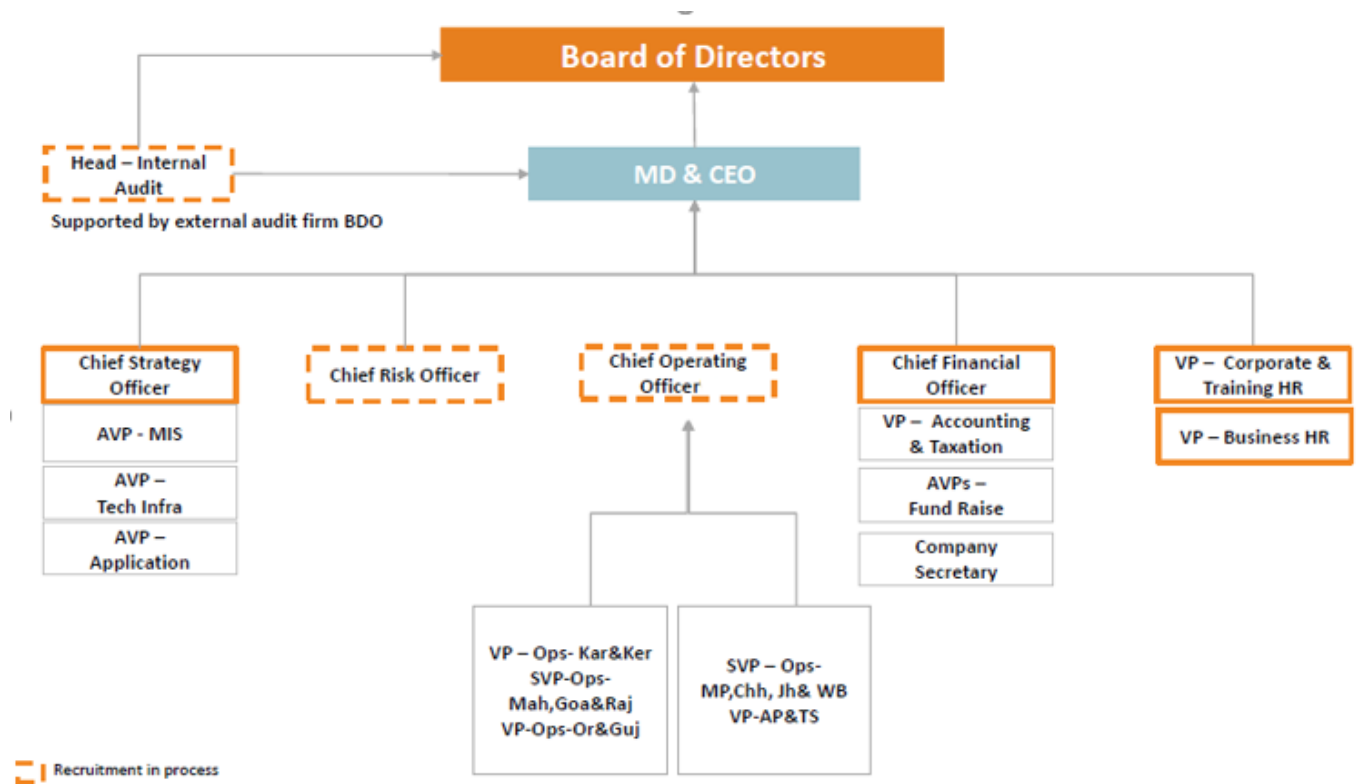 Board of Directors
Head – Internal
Audit
MD & CEO
Supported by external audit firm BDO
Chief Strategy
Officer
AVP - MIS
AVP –
Tech Infra
AVP –
Application
Chief Risk Officer
Chief Operating
Officer
VP – Ops- Kar&Ker
SVP-Ops-
Mah,Goa&Raj
VP-Ops-Or&Guj
SVP – Ops-
MP,Chh, Jh& WB
VP-AP&TS
Chief Financial
Officer
VP – Accounting
& Taxation
AVPs –
Fund Raise
Company
Secretary
VP – Corporate &
Training HR
VP – Business HR
Recruitment in process